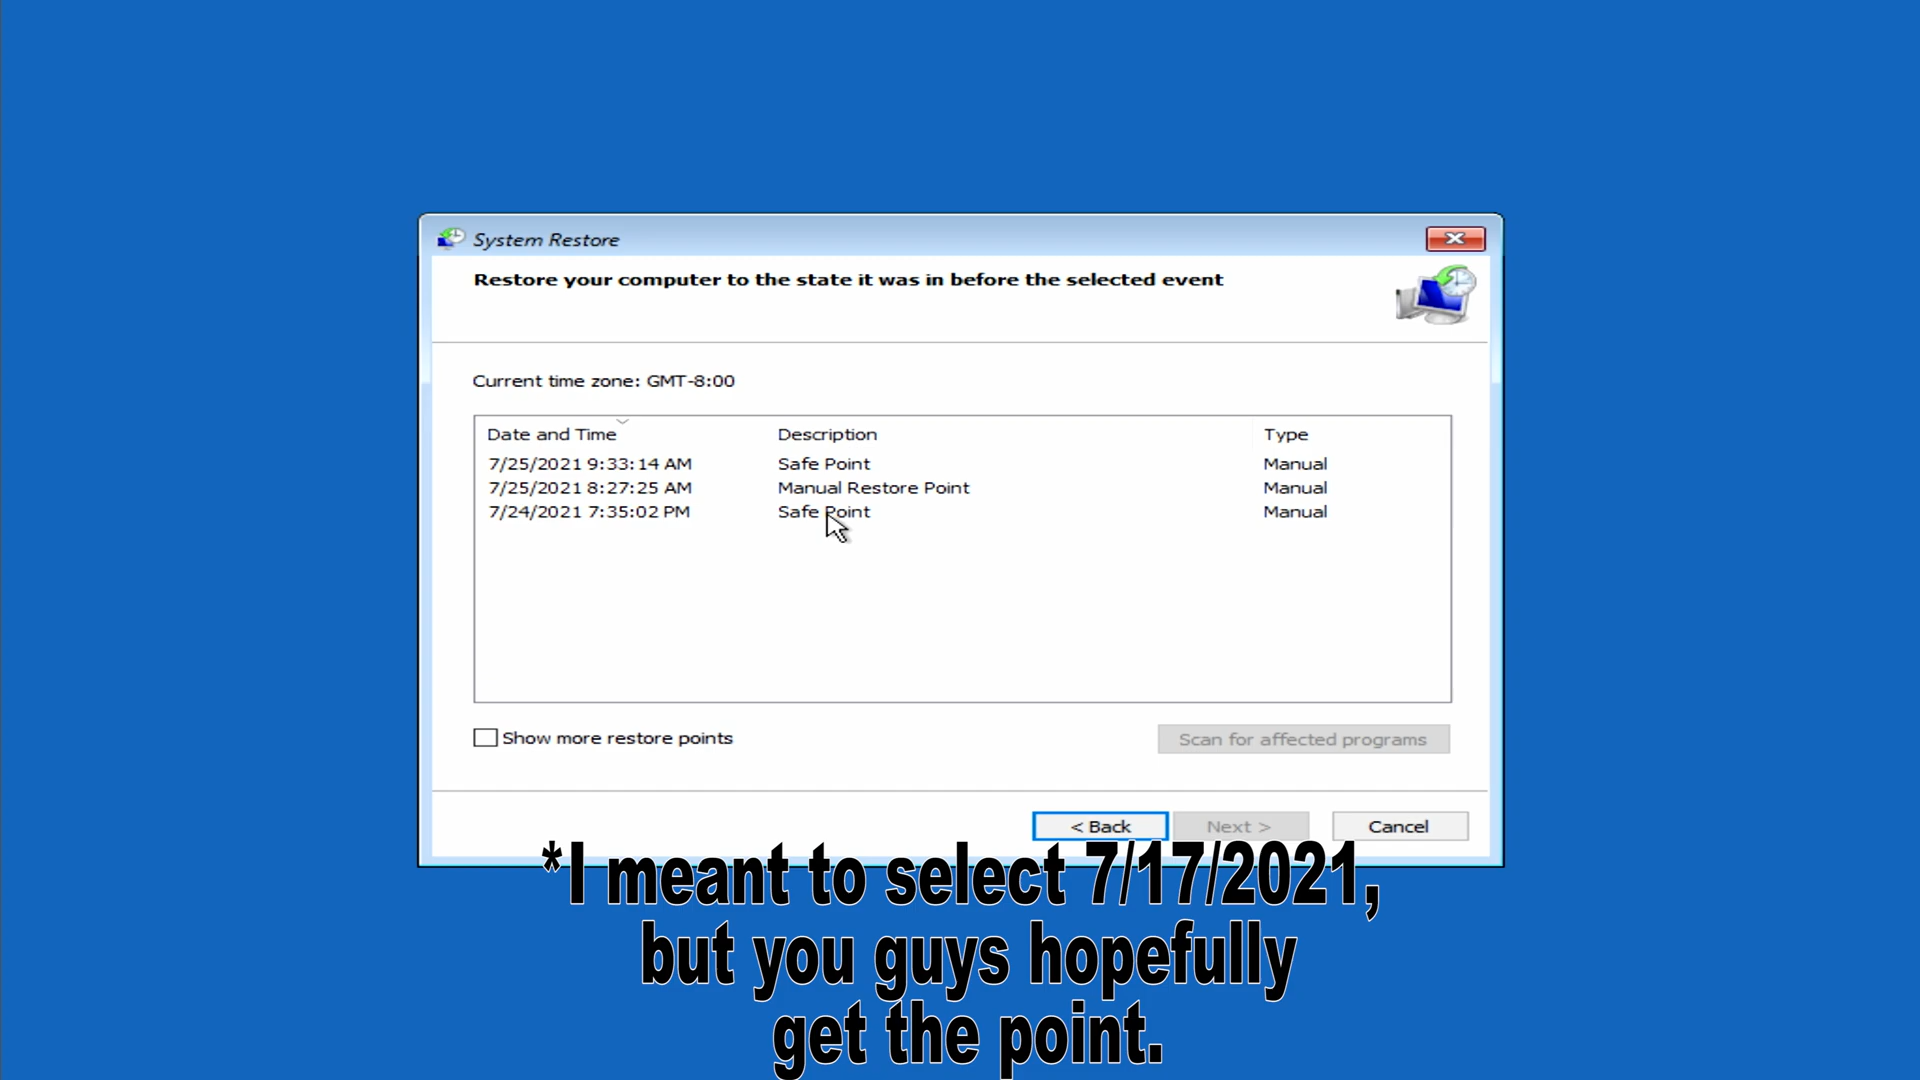 System Restore
Restore your computer to the state it was in before the selected event
Current time zone: GMT-8:00
Date and Time Description Type
7/25/2021 9:33:14 AM Safe Point Manual
7/25/2021 8:27:25 AM Manual Restore Point Manual
7/24/2021 7:35:02 PM Safe Point Manual
Show more restore points Scan for affected programs
< Back Next > Cancel
*I meant to select 7/17/2021,
but you guys hopefully
get the point.